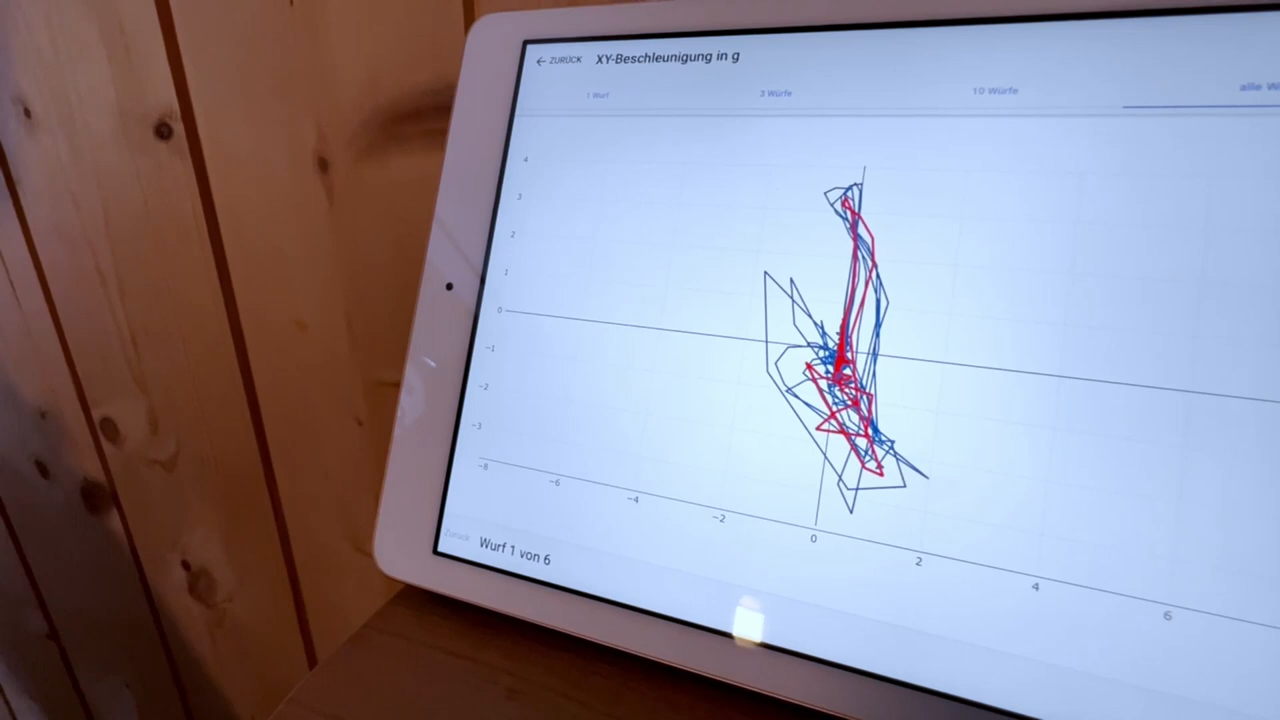 ← ZURÜCK XY-Beschleunigung in g
1 Wurf 3 Würfe 10 Würfe alle
4
3
2
1
0
−1
−2
−3
−8 −6 −4 −2 0 2 4 6
Zurück Wurf 1 von 6